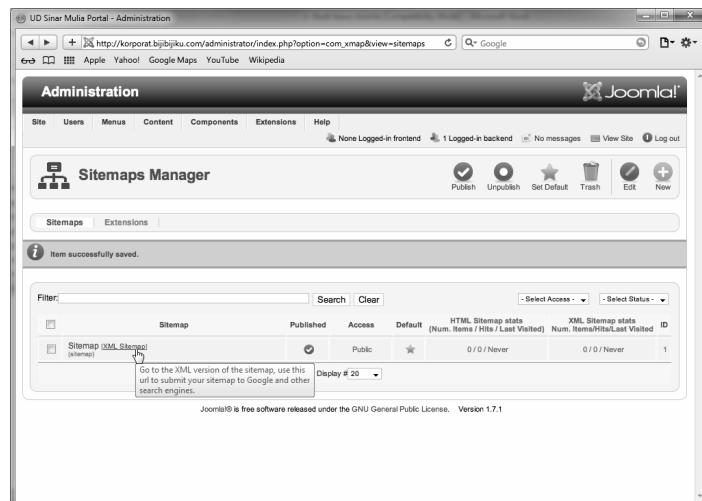 UD Sinar Mulia Portal - Administration
http://korporat.bijibijiku.com/administrator/index.php?option=com_xmap&view=sitemaps
Google
Apple Yahoo! Google Maps YouTube Wikipedia
Administration
Joomla!
Site Users Menus Content Components Extensions Help
None Logged-in frontend 1 Logged-in backend No messages View Site Log out
Sitemaps Manager
Publish Unpublish Set Default Trash Edit New
Sitemaps Extensions
Item successfully saved.
Filter: Search Clear - Select Access - - Select Status -
Sitemap Published Access Default HTML Sitemap stats (Num. Items / Hits / Last Visited) XML Sitemap stats Num. Items/Hits/Last Visited ID
Sitemap [XML Sitemap] Public 0 / 0 / Never 0 / 0 / Never 1
(sitemap)
Go to the XML version of the sitemap, use this
url to submit your sitemap to Google and other
search engines.
Display # 20
Joomla!® is free software released under the GNU General Public License. Version 1.7.1